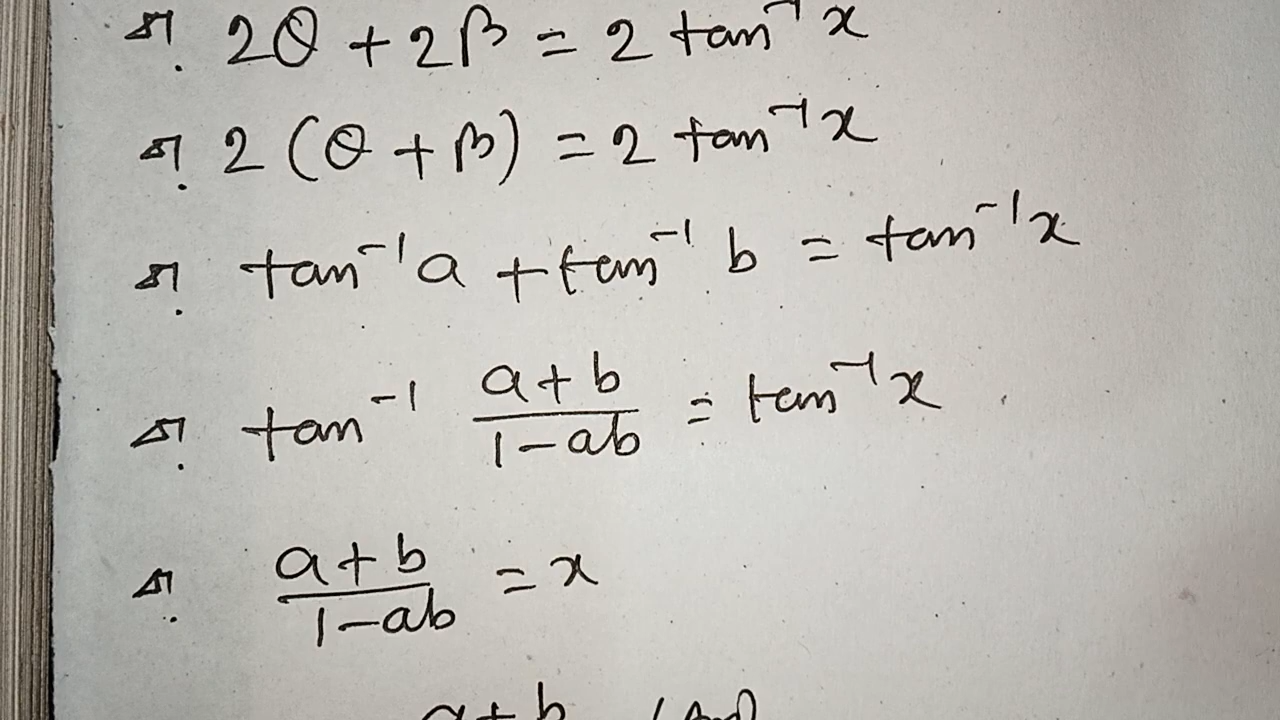 বা, 2θ + 2β = 2 tan⁻¹ x
বা, 2 (θ + β) = 2 tan⁻¹ x
বা, tan⁻¹ a + tan⁻¹ b = tan⁻¹ x
বা, tan⁻¹ (a + b)/(1 - ab) = tan⁻¹ x
বা, (a + b)/(1 - ab) = x
a + b (Ans)